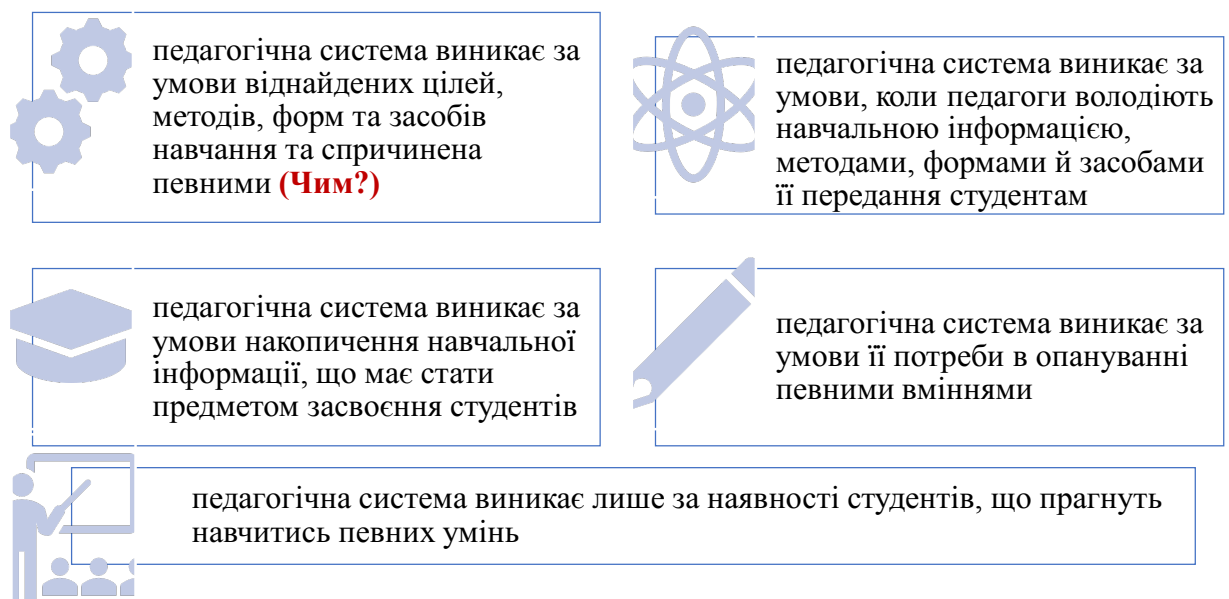 педагогічна система виникає за
умови віднайдених цілей,
методів, форм та засобів
навчання та спричинена
певними (Чим?)
педагогічна система виникає за
умови, коли педагоги володіють
навчальною інформацією,
методами, формами й засобами
її передання студентам
педагогічна система виникає за
умови накопичення навчальної
інформації, що має стати
предметом засвоєння студентів
педагогічна система виникає за
умови її потреби в опануванні
певними вміннями
педагогічна система виникає лише за наявності студентів, що прагнуть
навчитись певних умінь